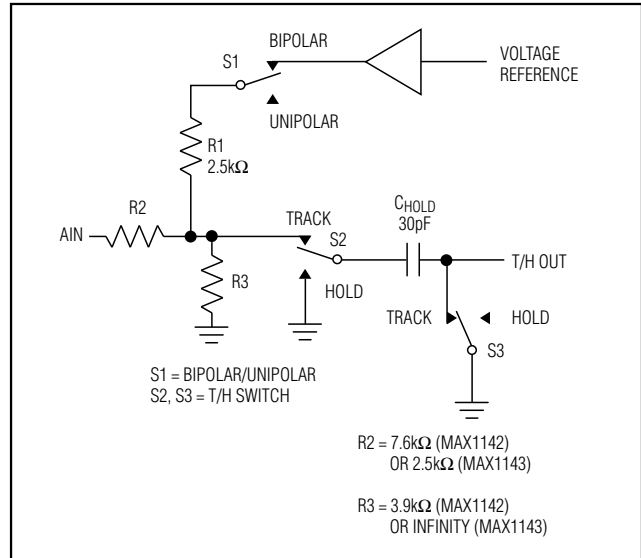 BIPOLAR
S1
VOLTAGE
REFERENCE
UNIPOLAR
R1
2.5kΩ
R2
TRACK
CHOLD
30pF
AIN
S2
T/H OUT
R3
HOLD
TRACK
HOLD
S3
S1 = BIPOLAR/UNIPOLAR
S2, S3 = T/H SWITCH
R2 = 7.6kΩ (MAX1142)
OR 2.5kΩ (MAX1143)
R3 = 3.9kΩ (MAX1142)
OR INFINITY (MAX1143)